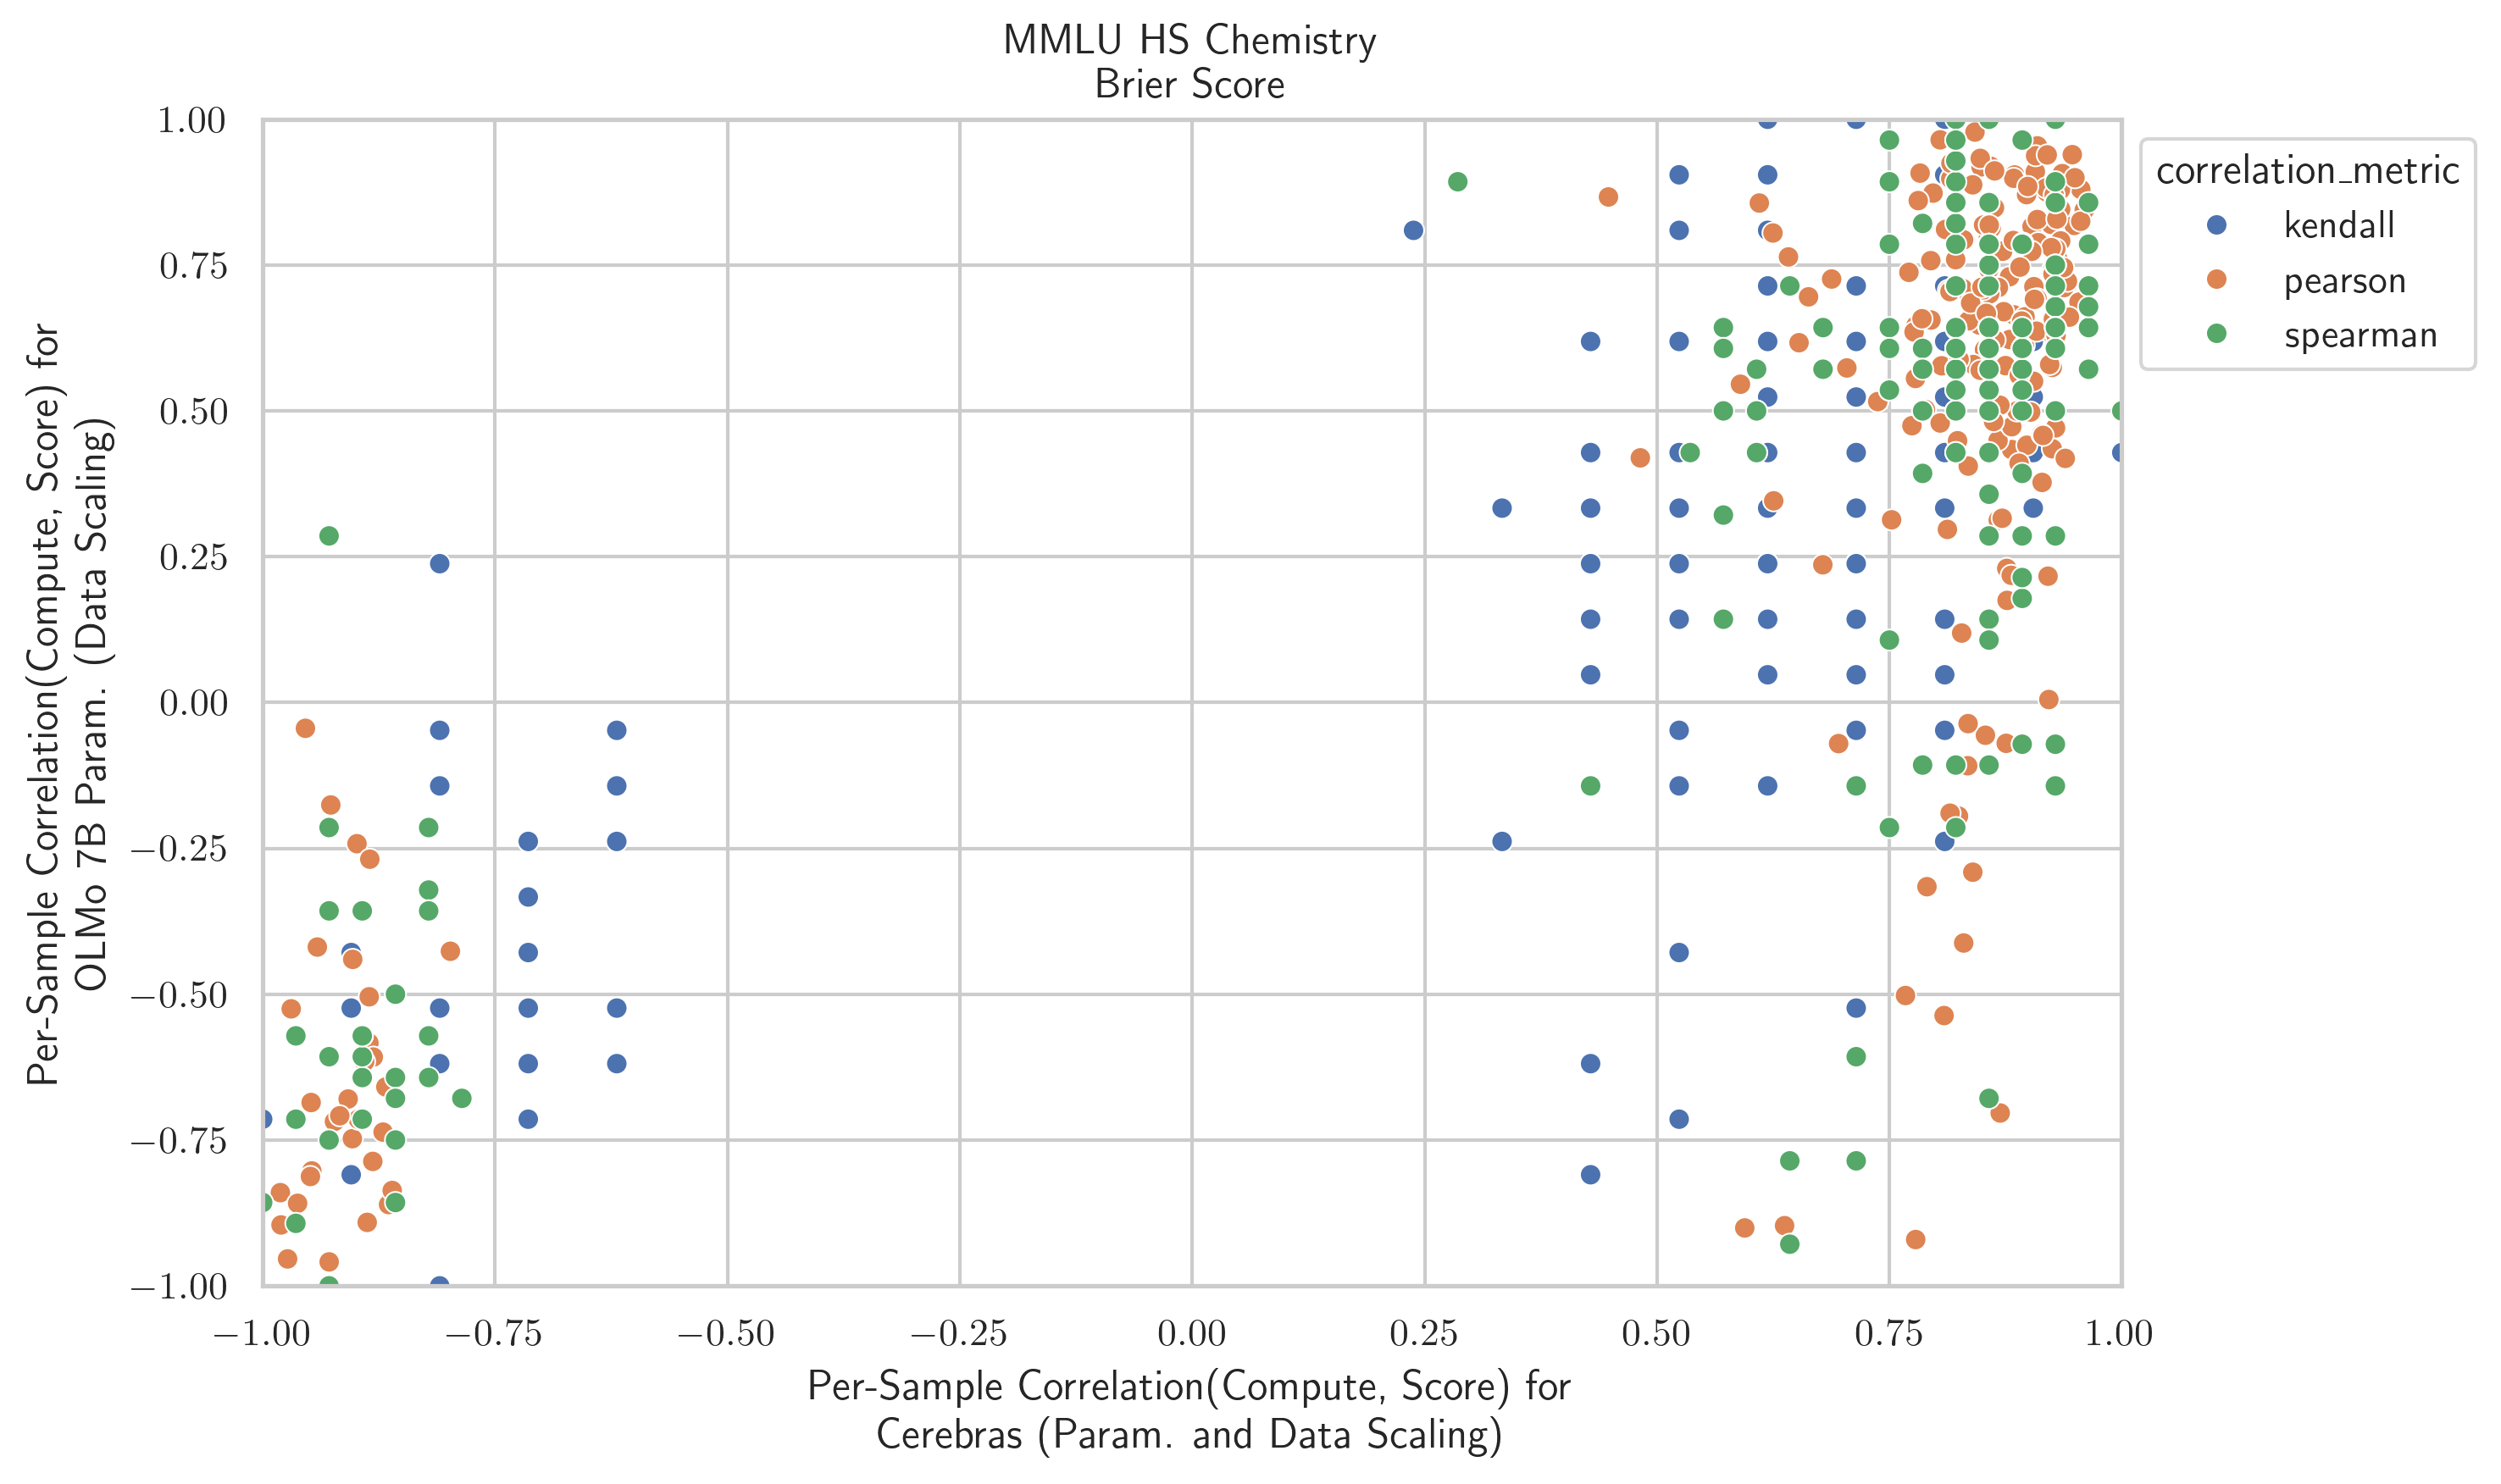 MMLU HS Chemistry
Brier Score
Per-Sample Correlation(Compute, Score) for
OLMo 7B Param. (Data Scaling)
1.00
0.75
0.50
0.25
0.00
−0.25
−0.50
−0.75
−1.00
−1.00
−0.75
−0.50
−0.25
0.00
0.25
0.50
0.75
1.00
Per-Sample Correlation(Compute, Score) for
Cerebras (Param. and Data Scaling)
correlation_metric
kendall
pearson
spearman